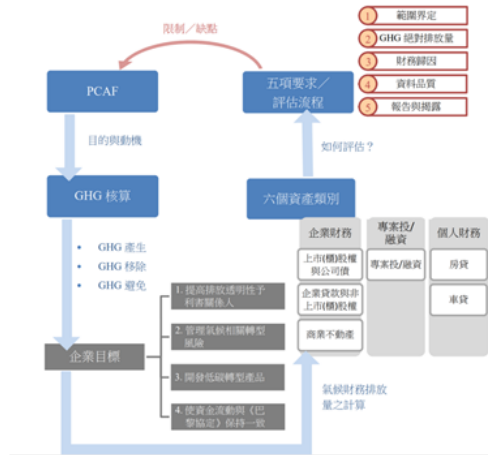 限制/缺點
1 範圍界定
2 GHG 絕對排放量
3 財務歸因
4 資料品質
5 報告與揭露
PCAF
五項要求/
評估流程
目的與動機
如何評估?
GHG 核算
六個資產類別
• GHG 產生
• GHG 移除
• GHG 避免
企業財務
上市(櫃)股權
與公司債
企業貸款與非
上市(櫃)股權
商業不動產
專案投/
融資
專案投/融資
個人財務
房貸
車貸
企業目標
1. 提高排放透明性予
利害關係人
2. 管理氣候相關轉型
風險
3. 開發低碳轉型產品
4. 使資金流動與《巴
黎協定》保持一致
氣候財務排放
量之計算